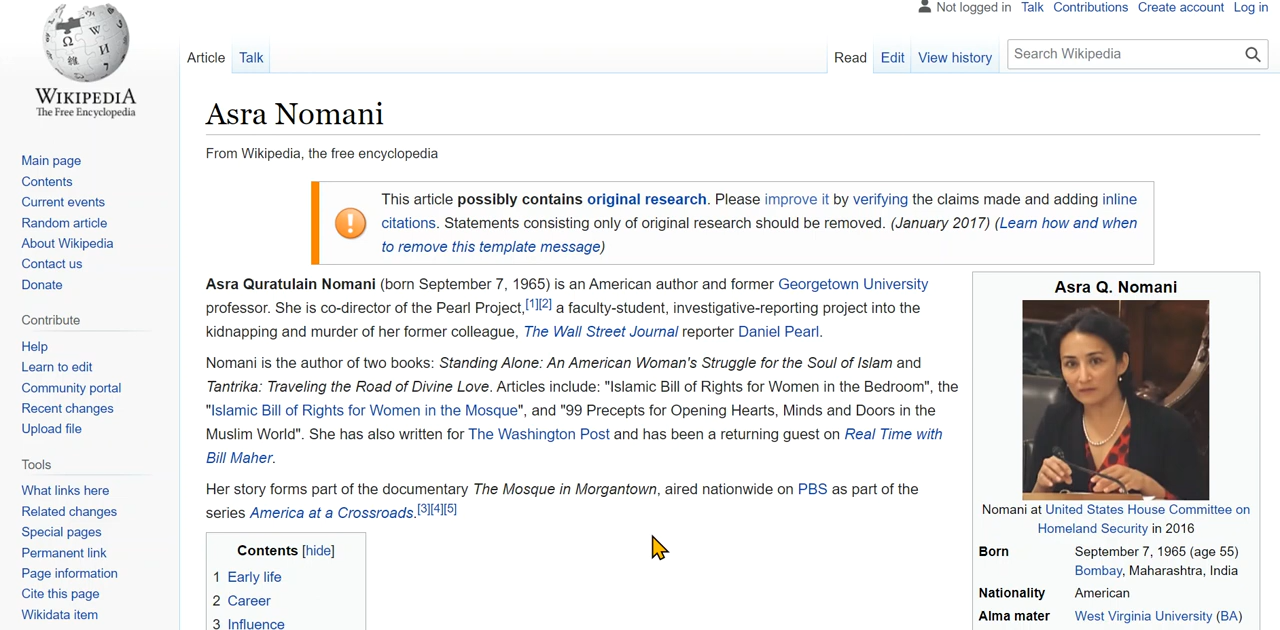 Not logged in Talk Contributions Create account Log in
WIKIPEDIA
The Free Encyclopedia
Article Talk Read Edit View history Search Wikipedia
Main page
Contents
Current events
Random article
About Wikipedia
Contact us
Donate
Contribute
Help
Learn to edit
Community portal
Recent changes
Upload file
Tools
What links here
Related changes
Special pages
Permanent link
Page information
Cite this page
Wikidata item
Asra Nomani
From Wikipedia, the free encyclopedia
This article possibly contains original research. Please improve it by verifying the claims made and adding inline
citations. Statements consisting only of original research should be removed. (January 2017) (Learn how and when
to remove this template message)
Asra Quratulain Nomani (born September 7, 1965) is an American author and former Georgetown University
professor. She is co-director of the Pearl Project,[1][2] a faculty-student, investigative-reporting project into the
kidnapping and murder of her former colleague, The Wall Street Journal reporter Daniel Pearl.
Nomani is the author of two books: Standing Alone: An American Woman's Struggle for the Soul of Islam and
Tantrika: Traveling the Road of Divine Love. Articles include: "Islamic Bill of Rights for Women in the Bedroom", the
"Islamic Bill of Rights for Women in the Mosque", and "99 Precepts for Opening Hearts, Minds and Doors in the
Muslim World". She has also written for The Washington Post and has been a returning guest on Real Time with
Bill Maher.
Her story forms part of the documentary The Mosque in Morgantown, aired nationwide on PBS as part of the
series America at a Crossroads.[3][4][5]
Contents [hide]
1 Early life
2 Career
3 Influence
Asra Q. Nomani
Nomani at United States House Committee on
Homeland Security in 2016
Born September 7, 1965 (age 55)
Bombay, Maharashtra, India
Nationality American
Alma mater West Virginia University (BA)